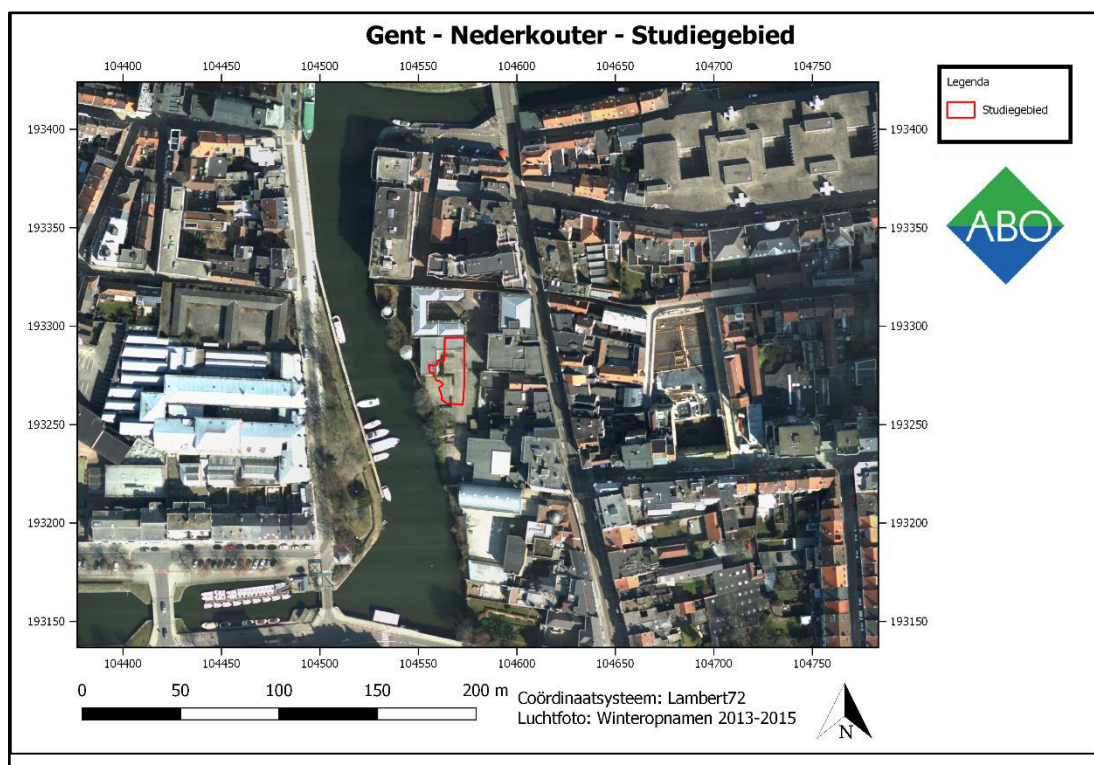 Gent - Nederkouter - Studiegebied
104400 104450 104500 104550 104600 104650 104700 104750
Legenda
Studiegebied
193400 193400
ABO
193350 193350
193300 193300
193250 193250
193200 193200
193150 193150
104400 104450 104500 104550 104600 104650 104700 104750
0 50 100 150 200 m
Coördinaatsysteem: Lambert72
Luchtfoto: Winteropnamen 2013-2015
N